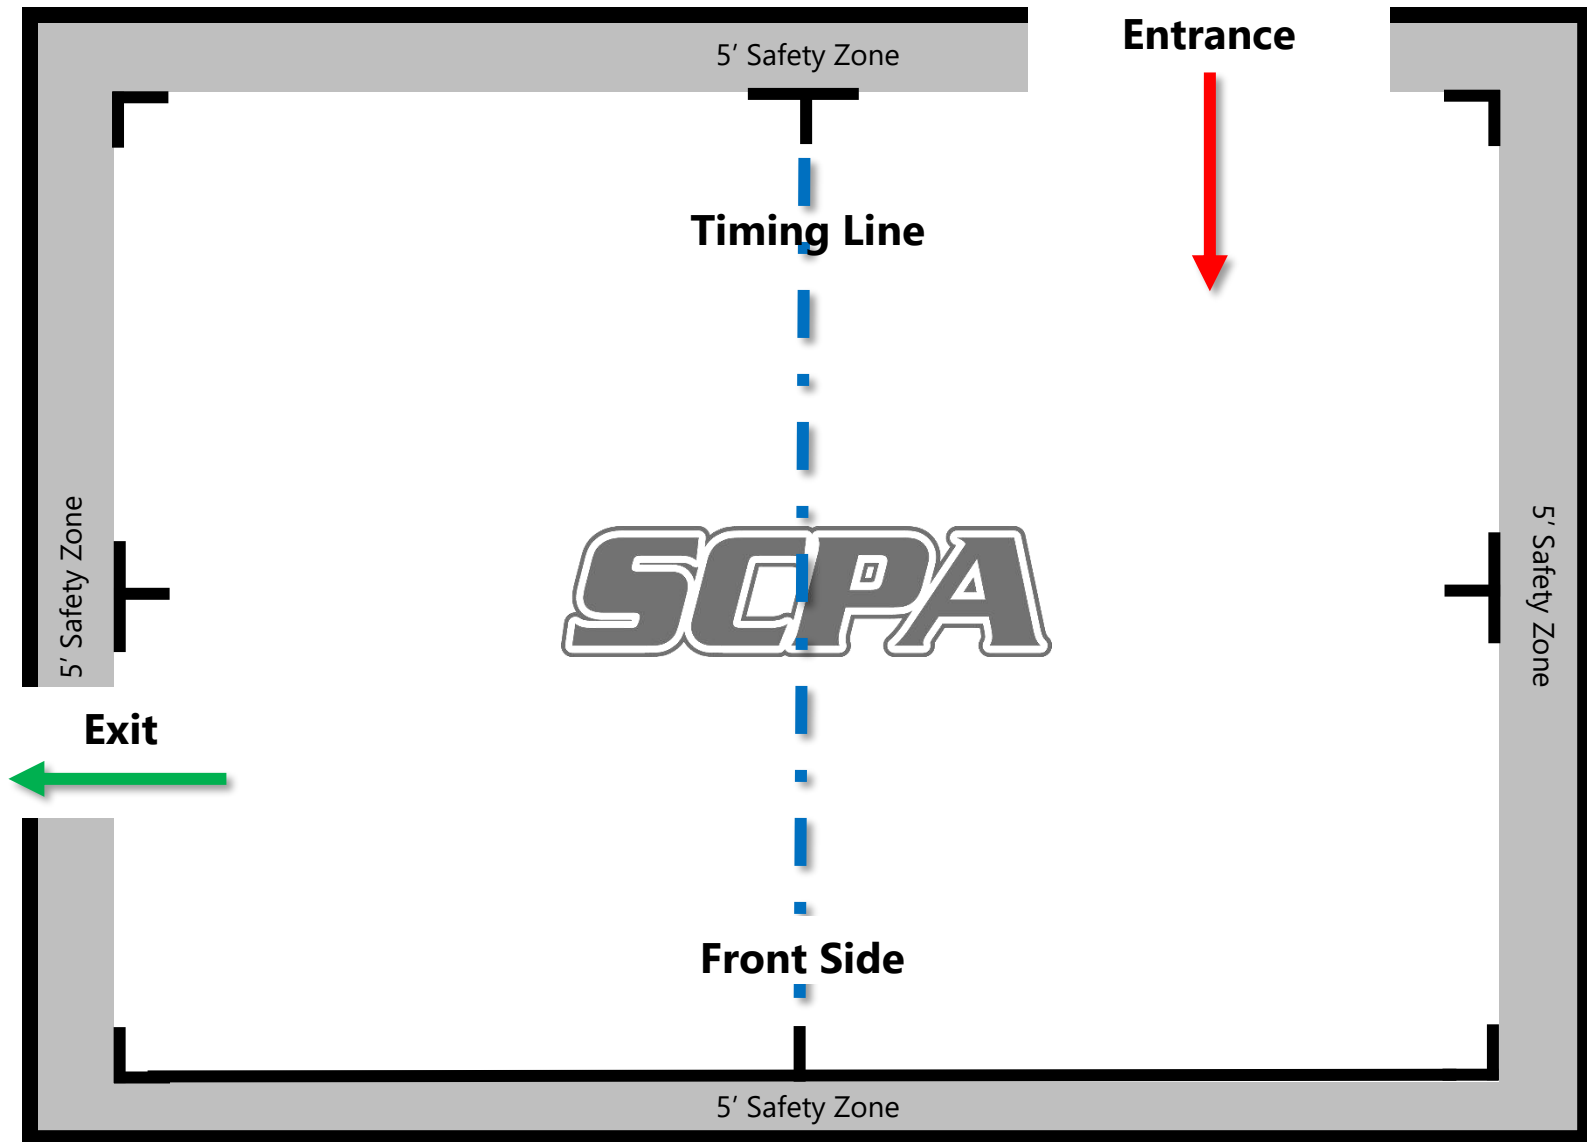 5’ Safety Zone
Entrance
Timing Line
5’ Safety Zone
SCPA
5’ Safety Zone
Exit
Front Side
5’ Safety Zone